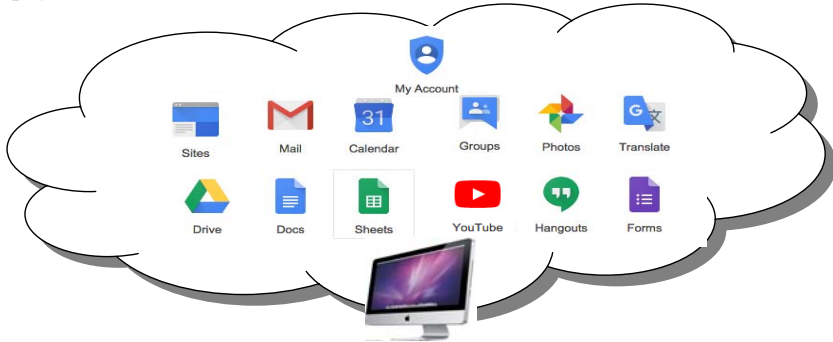 My Account
31
G 文
Sites Mail Calendar Groups Photos Translate
Drive Docs Sheets YouTube Hangouts Forms